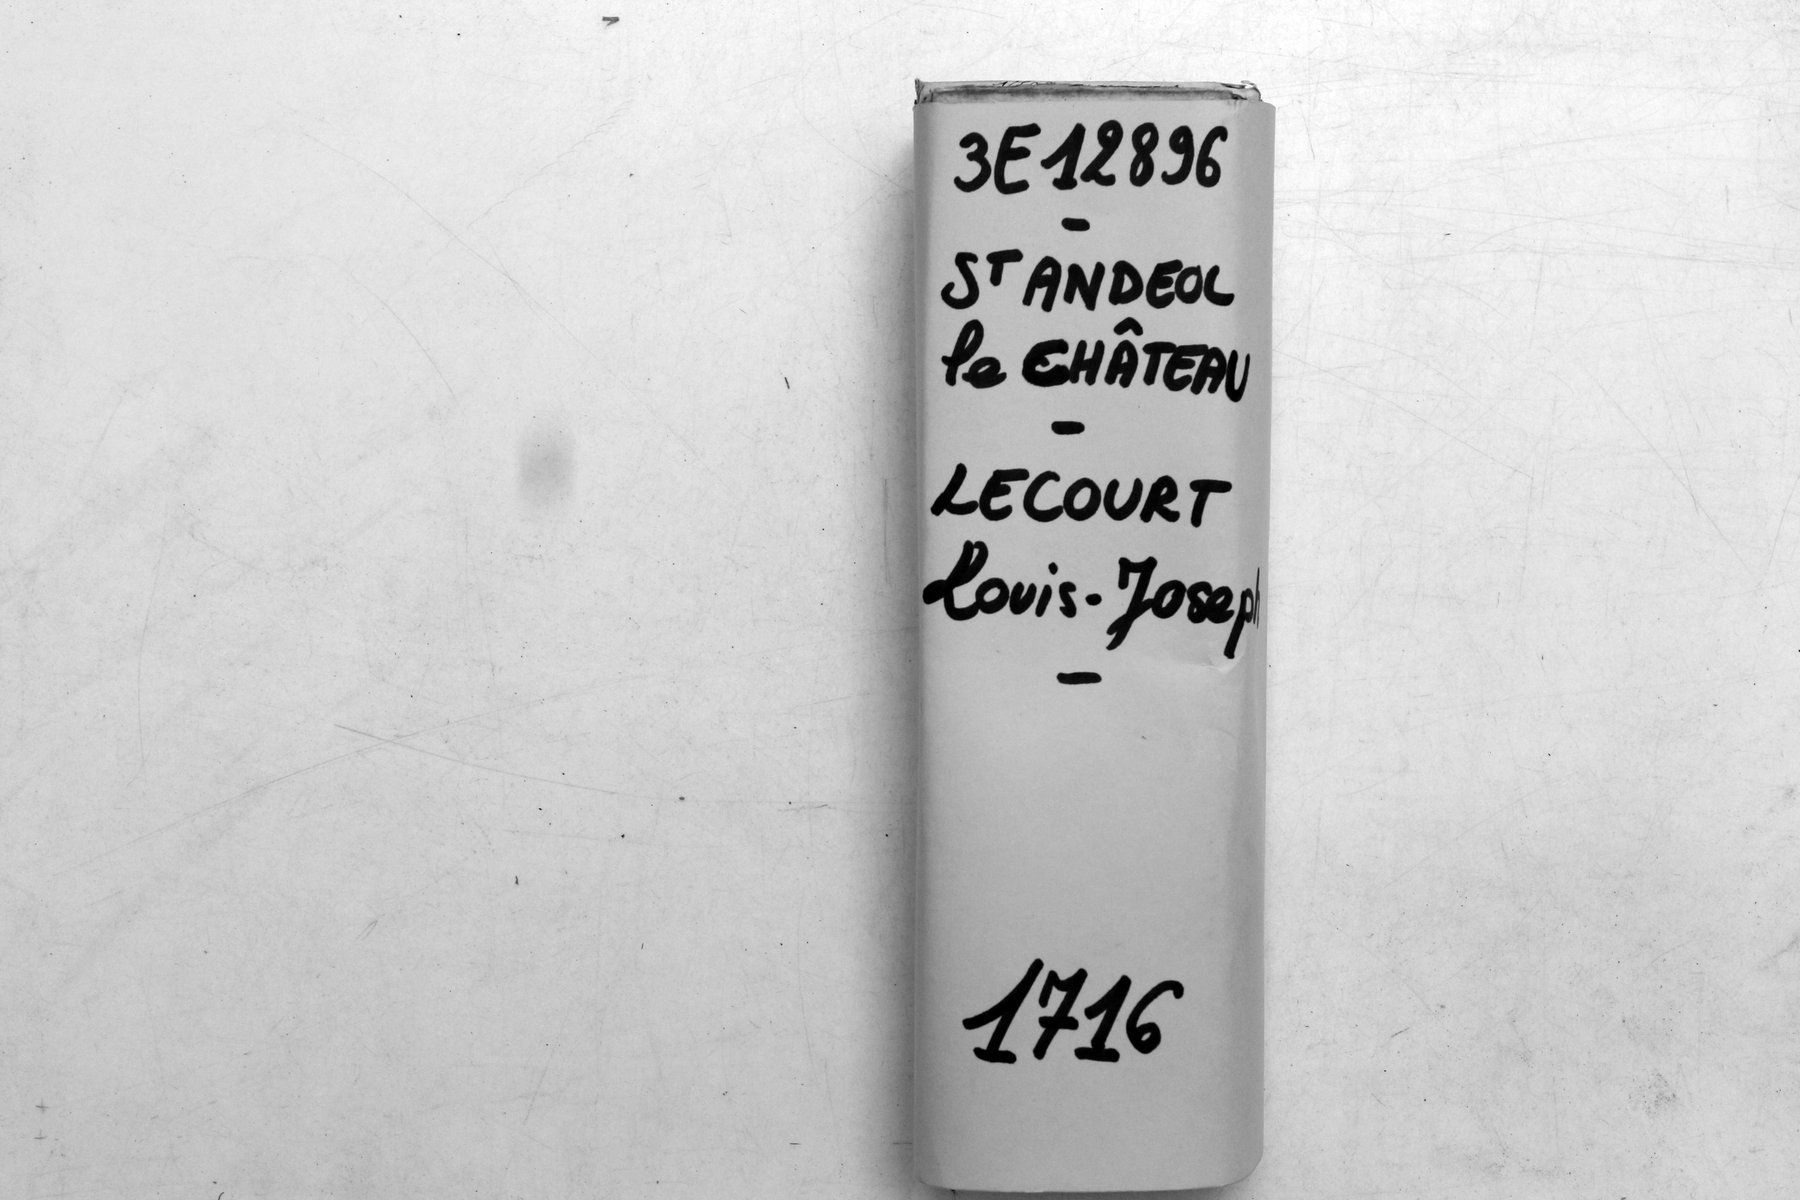 3E12896
-
ST ANDEOL
le CHÂTEAU
-
LECOURT
Louis-Joseph
-
1716